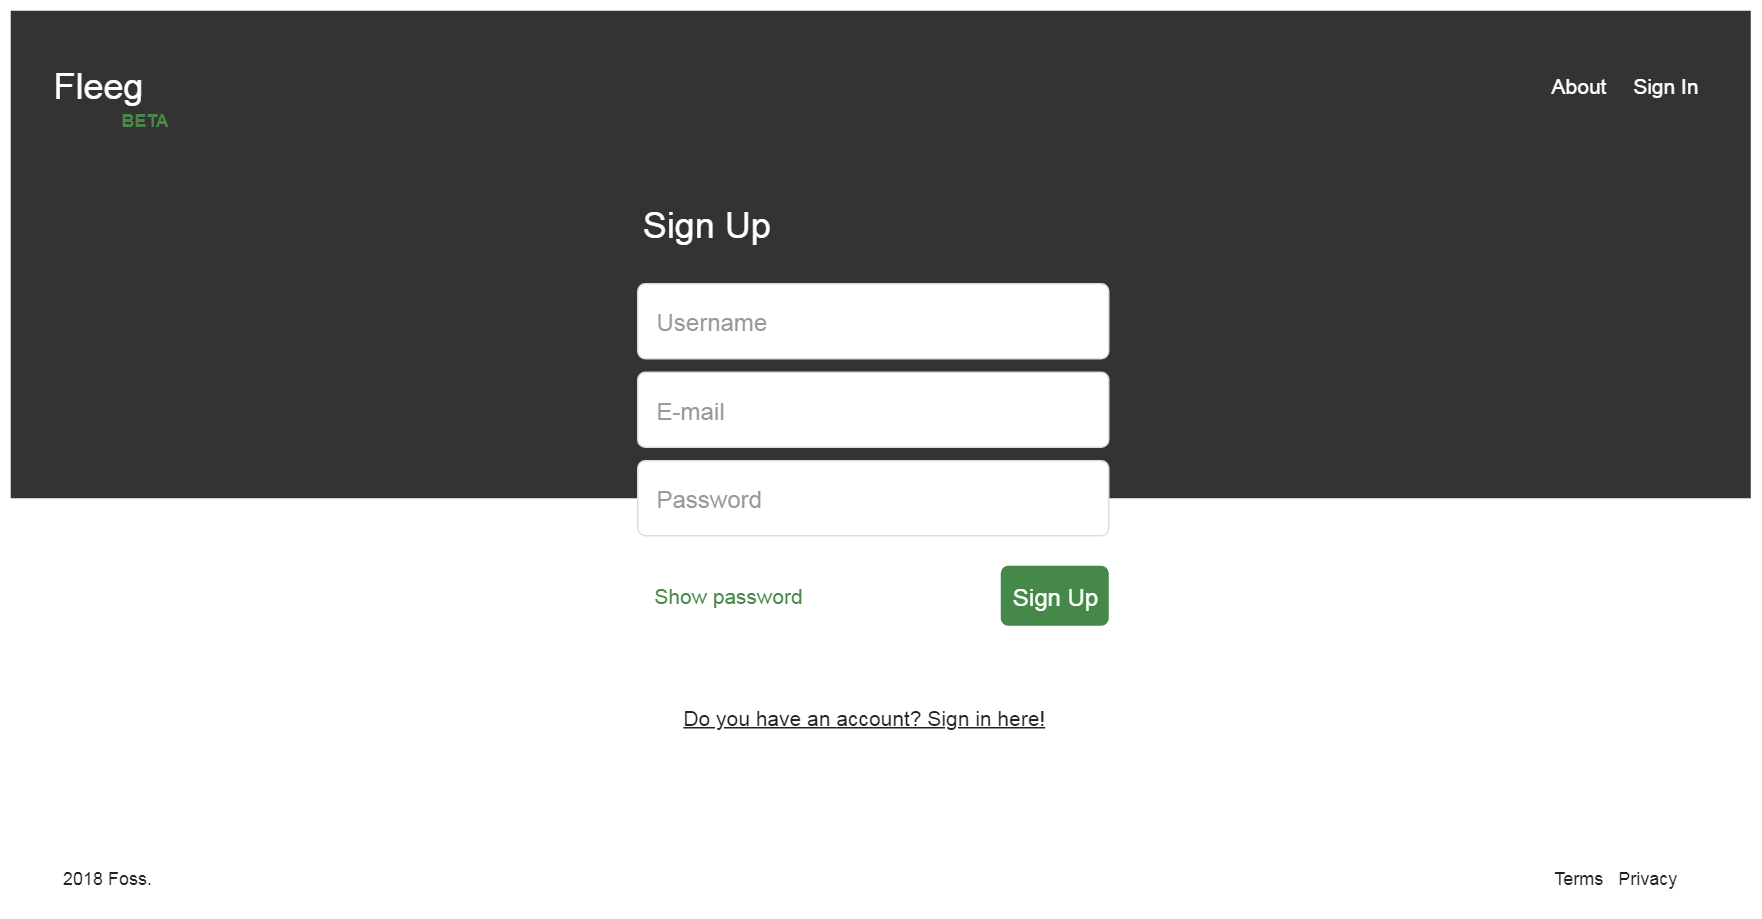 Fleeg
BETA
About Sign In
Sign Up
Username
E-mail
Password
Show password
Sign Up
Do you have an account? Sign in here!
2018 Foss.
Terms Privacy